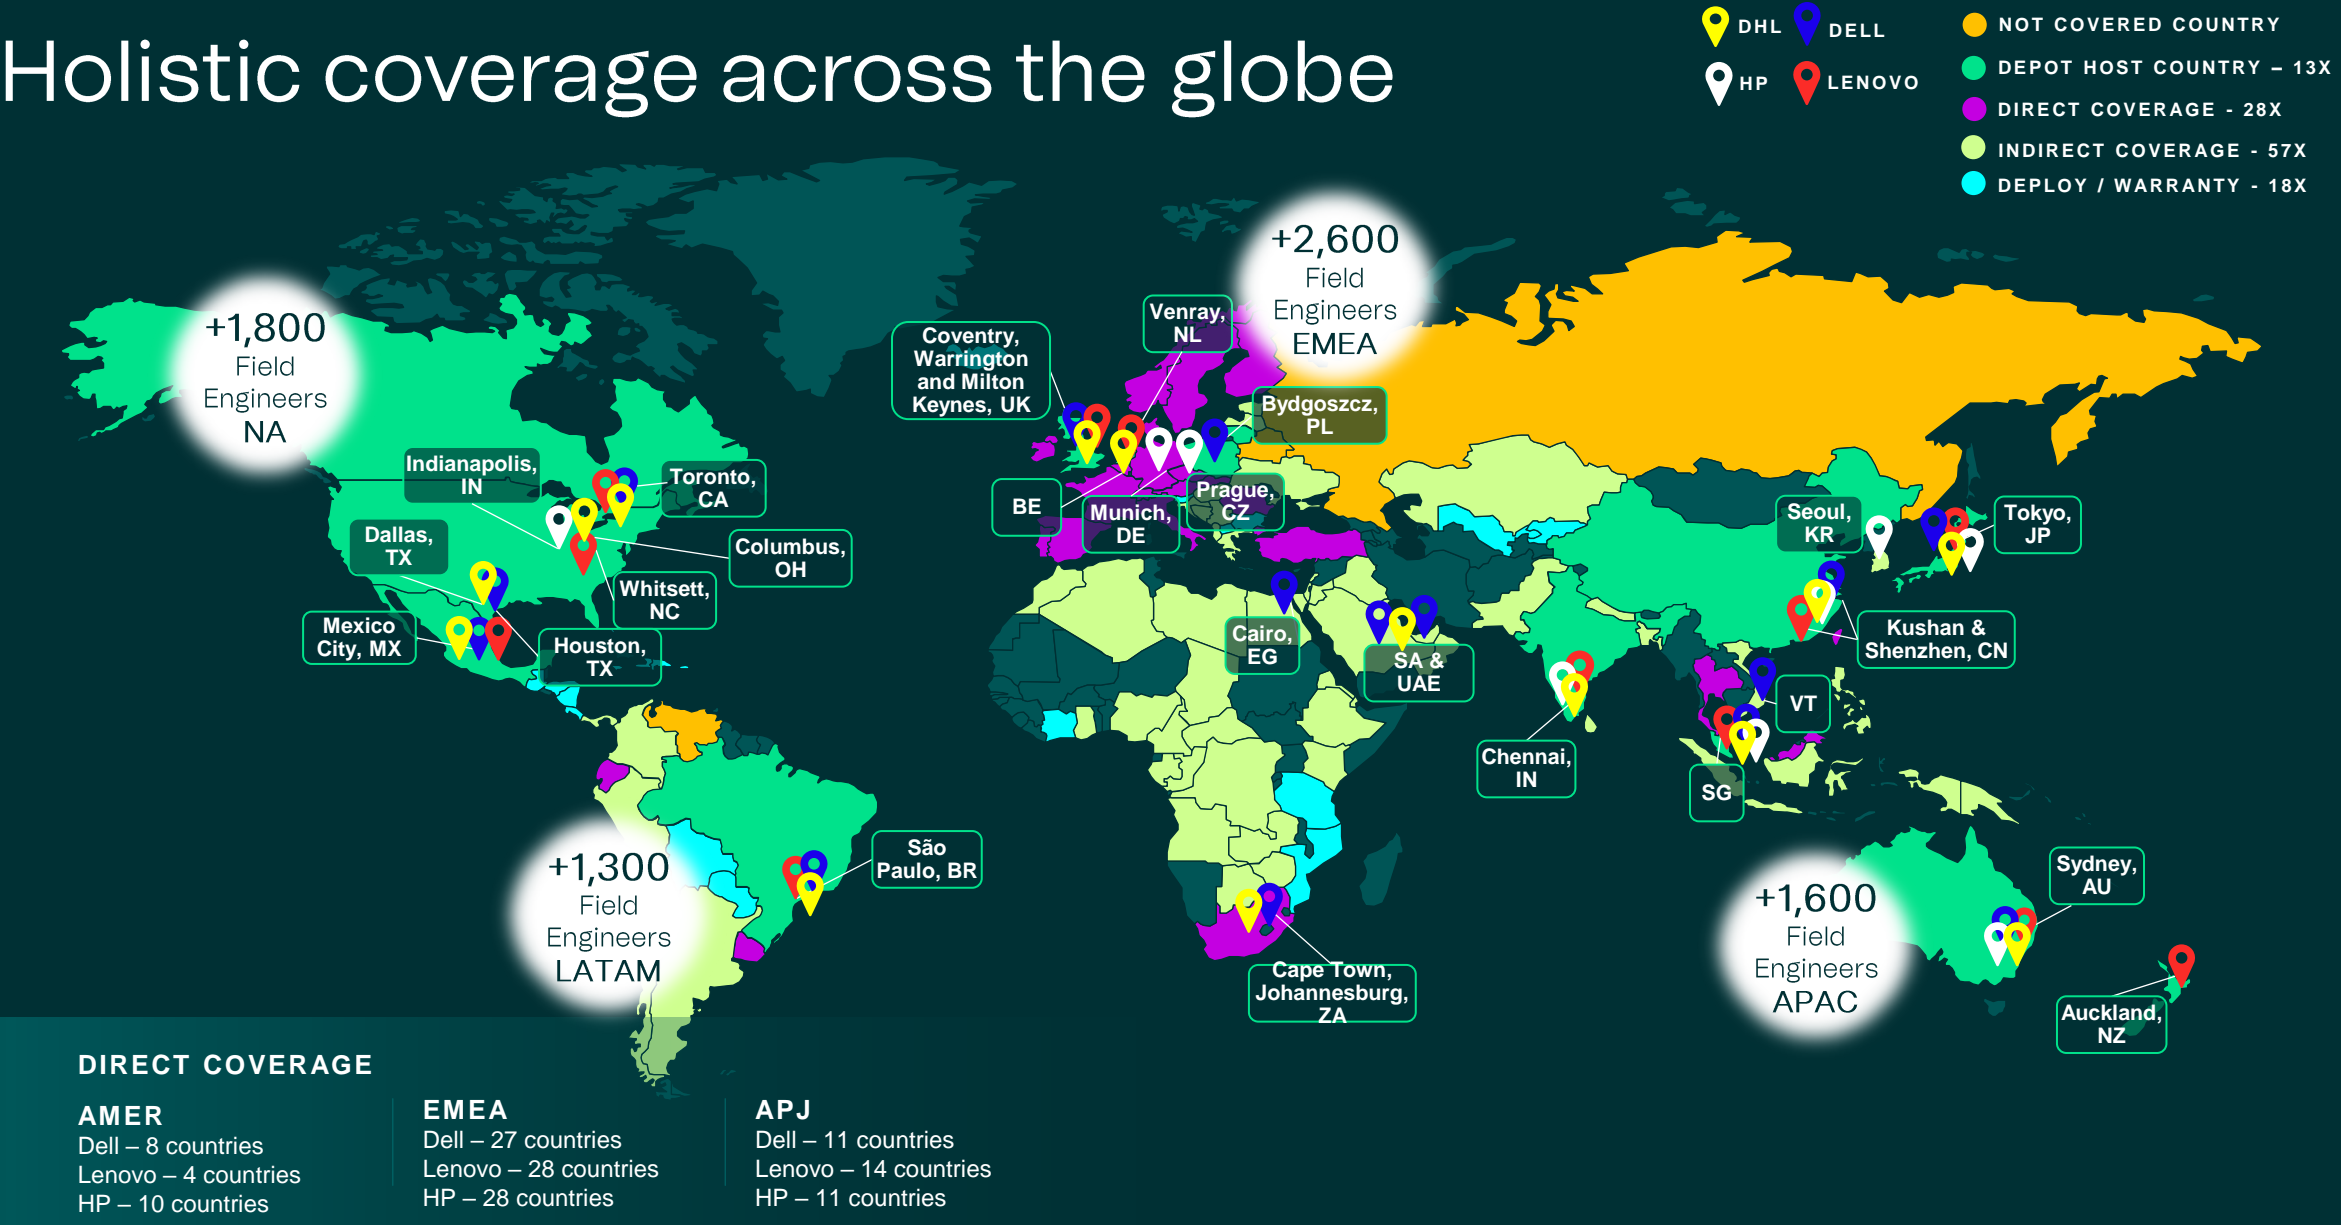 Holistic coverage across the globe
DHL
DELL
HP
LENOVO
NOT COVERED COUNTRY
DEPOT HOST COUNTRY – 13X
DIRECT COVERAGE - 28X
INDIRECT COVERAGE - 57X
DEPLOY / WARRANTY - 18X
+1,800
Field
Engineers
NA
+2,600
Field
Engineers
EMEA
Venray,
NL
Coventry,
Warrington
and Milton
Keynes, UK
Bydgoszcz,
PL
Indianapolis,
IN
Toronto,
CA
BE
Munich,
DE
Prague,
CZ
Seoul,
KR
Tokyo,
JP
Dallas,
TX
Columbus,
OH
Whitsett,
NC
Mexico
City, MX
Houston,
TX
Cairo,
EG
SA &
UAE
Kushan &
Shenzhen, CN
VT
Chennai,
IN
SG
+1,300
Field
Engineers
LATAM
São
Paulo, BR
+1,600
Field
Engineers
APAC
Sydney,
AU
Cape Town,
Johannesburg,
ZA
Auckland,
NZ
DIRECT COVERAGE
AMER
Dell – 8 countries
Lenovo – 4 countries
HP – 10 countries
EMEA
Dell – 27 countries
Lenovo – 28 countries
HP – 28 countries
APJ
Dell – 11 countries
Lenovo – 14 countries
HP – 11 countries